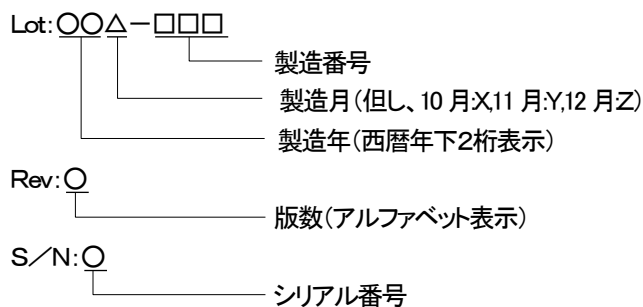 Lot:○○△－□□□
製造番号
製造月(但し、10月:X,11月:Y,12月:Z)
製造年(西暦年下2桁表示)
Rev:○
版数(アルファベット表示)
S／N:○
シリアル番号